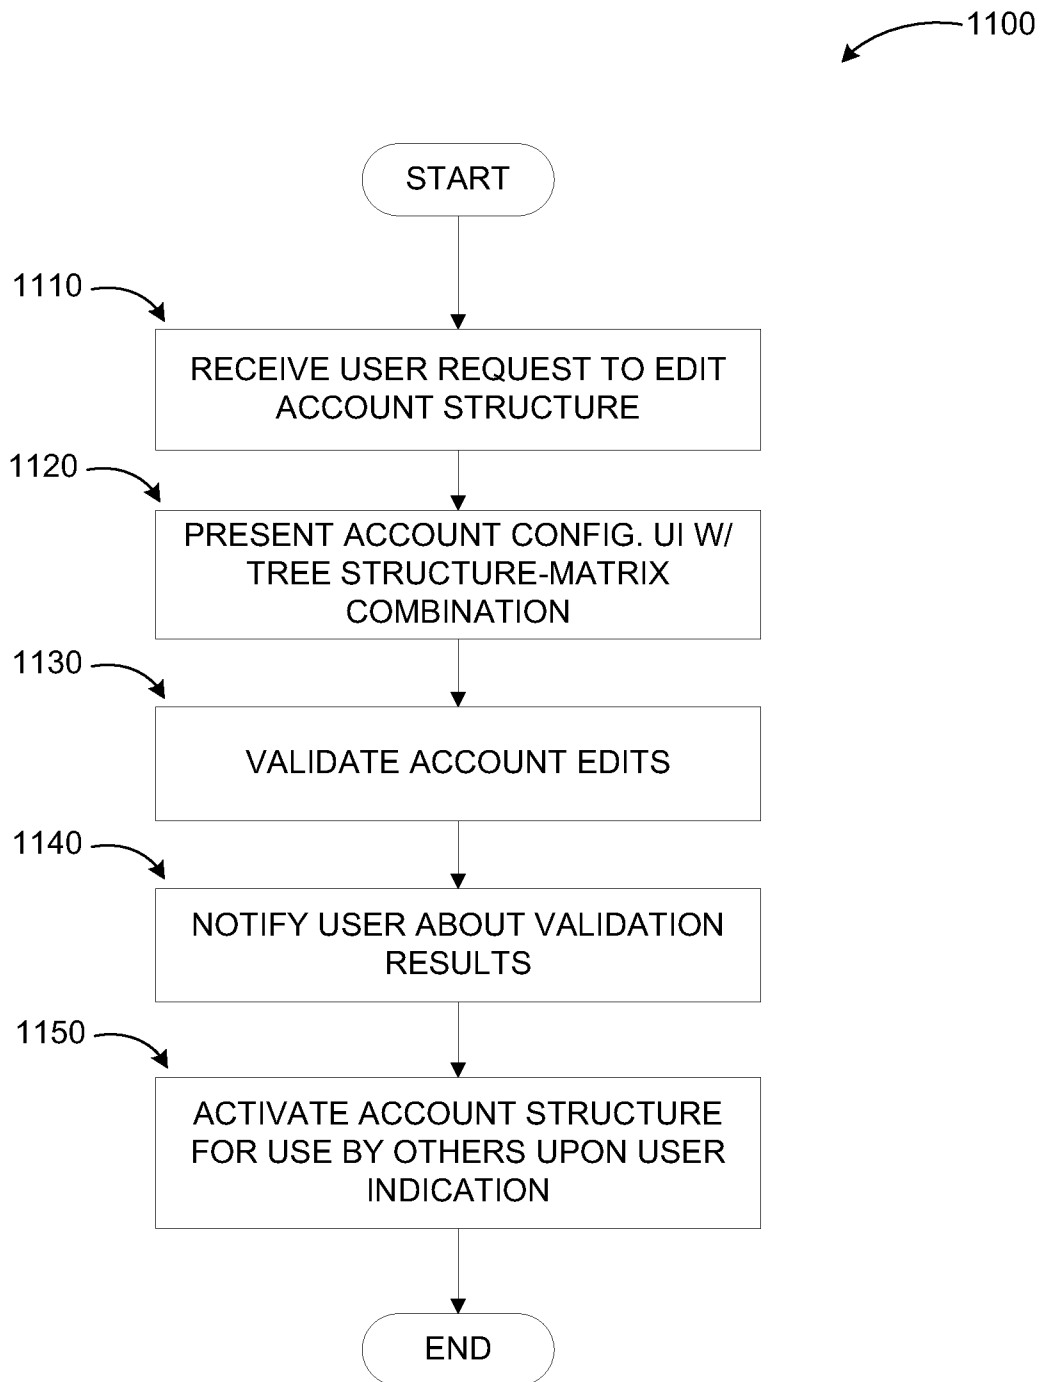 1100
START
1110
RECEIVE USER REQUEST TO EDIT
ACCOUNT STRUCTURE
1120
PRESENT ACCOUNT CONFIG. UI W/
TREE STRUCTURE-MATRIX
COMBINATION
1130
VALIDATE ACCOUNT EDITS
1140
NOTIFY USER ABOUT VALIDATION
RESULTS
1150
ACTIVATE ACCOUNT STRUCTURE
FOR USE BY OTHERS UPON USER
INDICATION
END